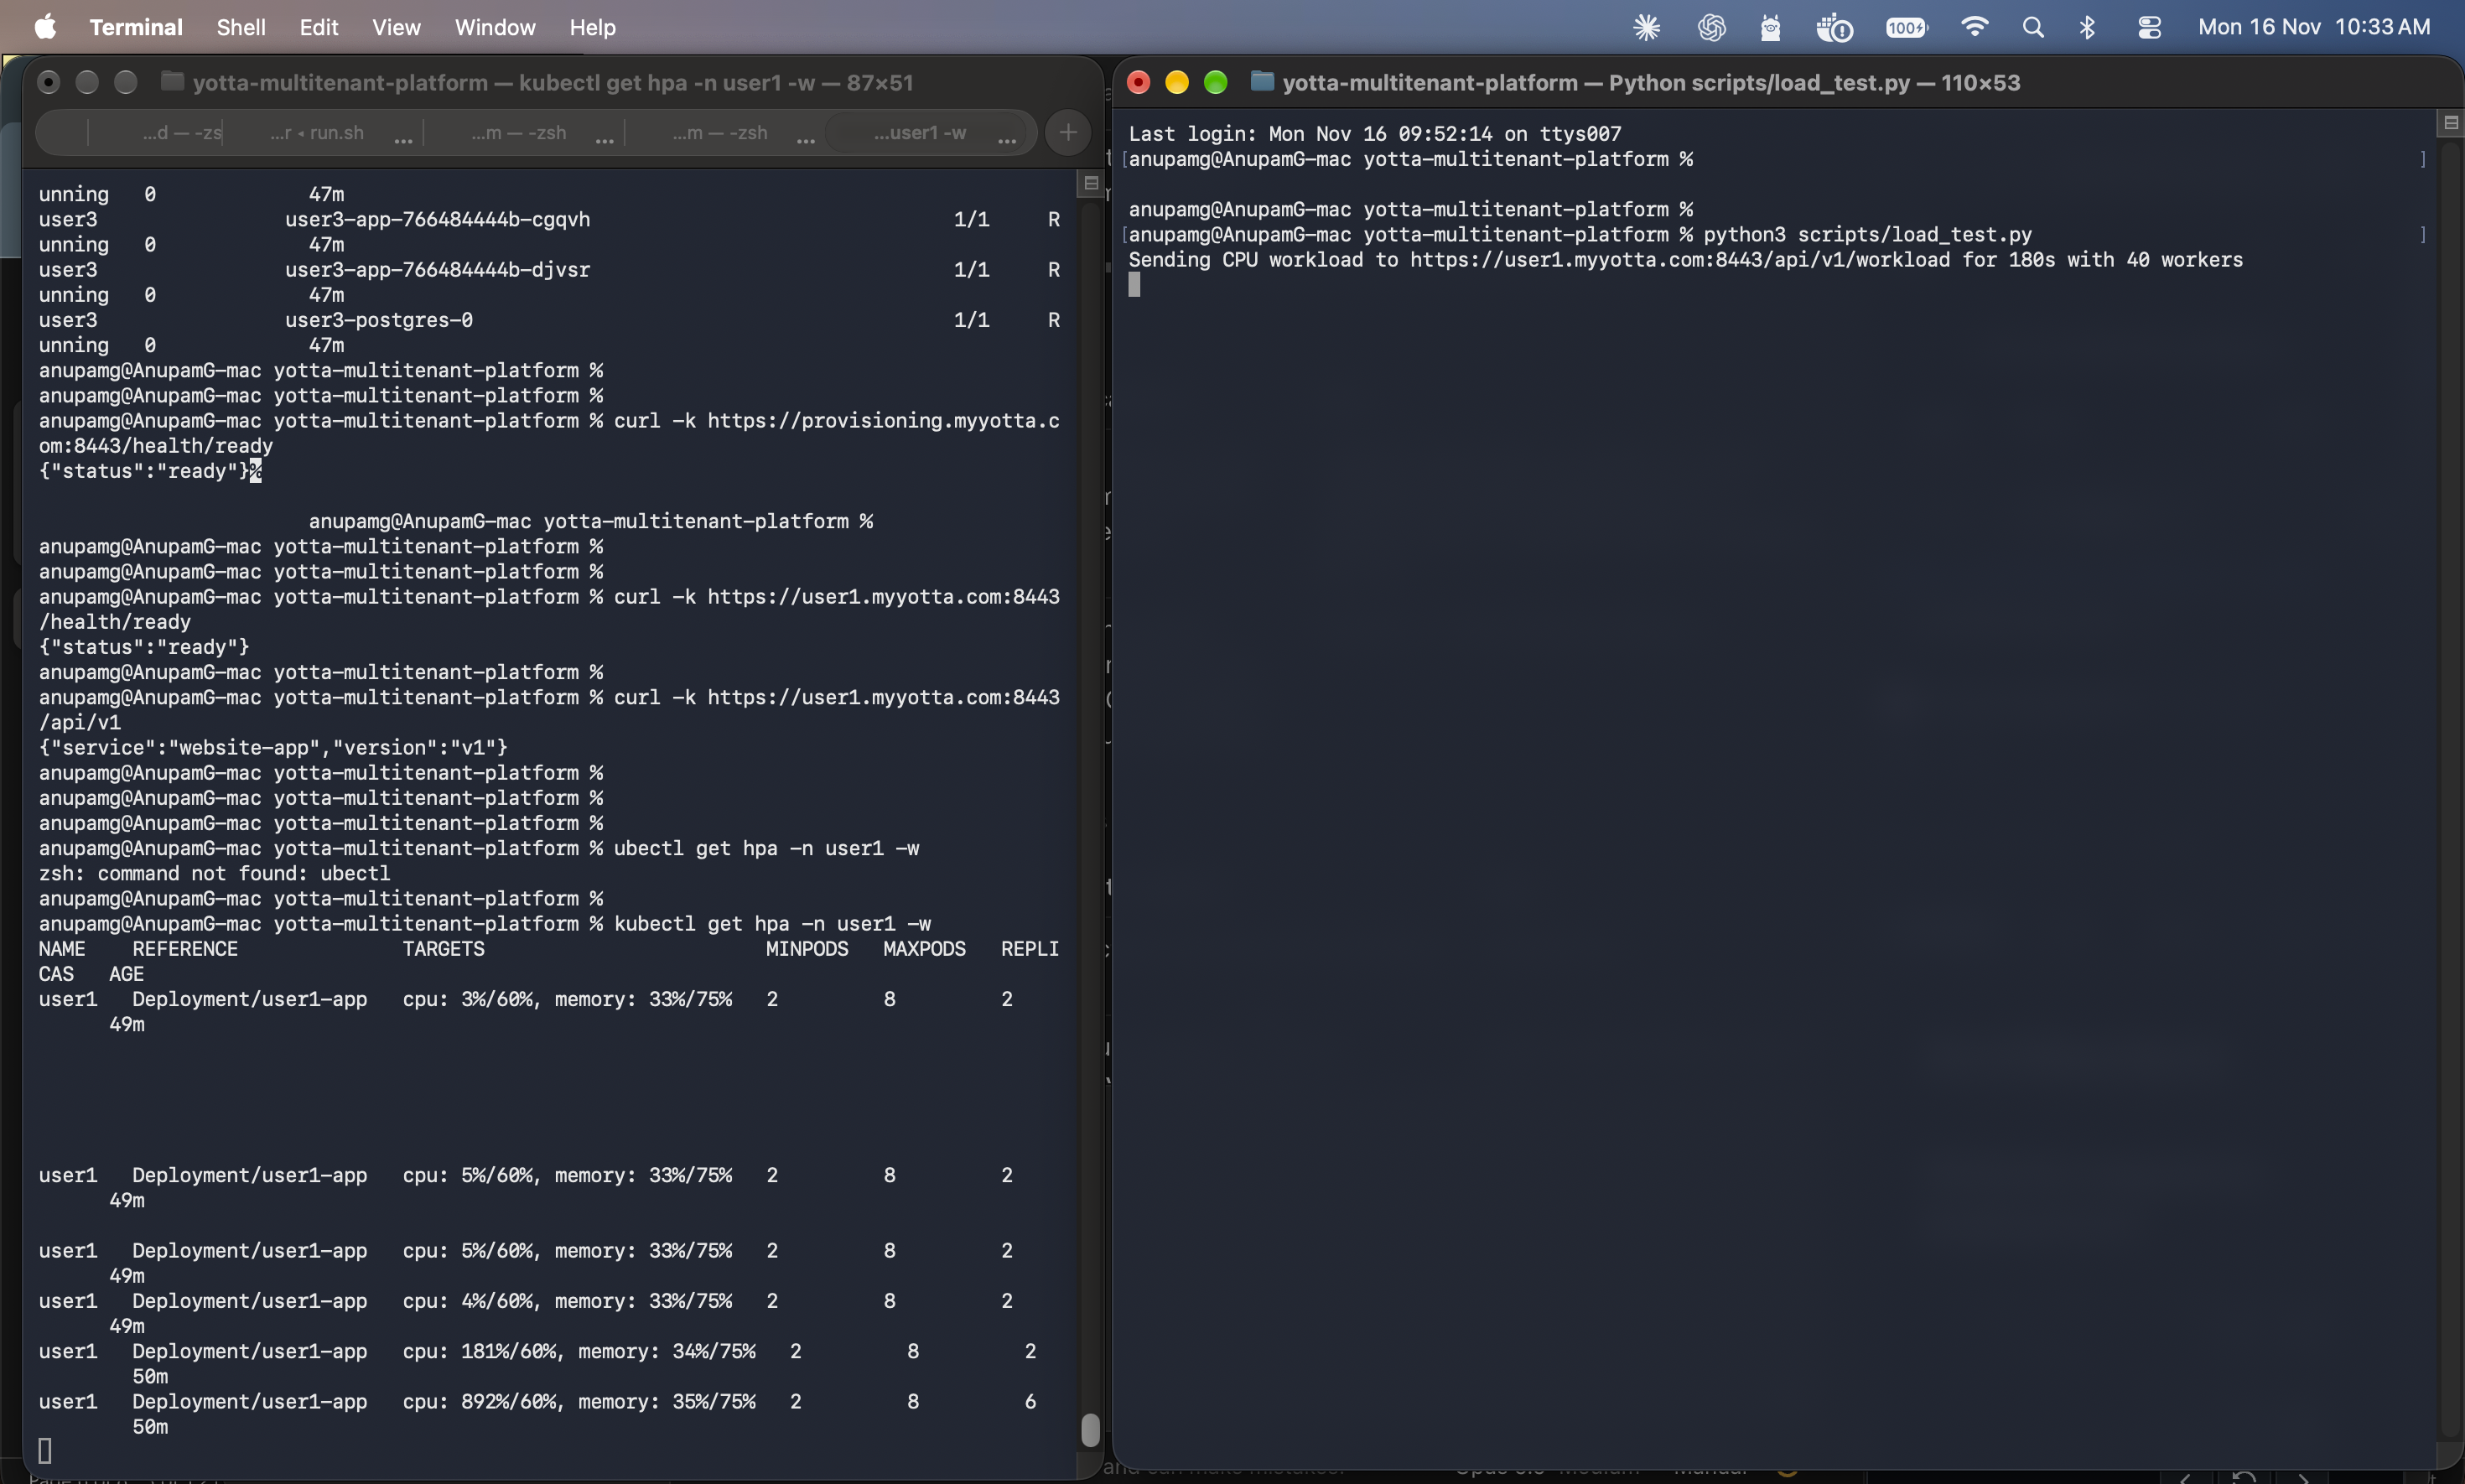 Terminal Shell Edit View Window Help
100
Mon 16 Nov 10:33 AM
yotta-multitenant-platform — kubectl get hpa -n user1 -w — 87×51
...d — -zs ...r ◂ run.sh ... ...m — -zsh ... ...m — -zsh ... ...user1 -w ... +
unning   0             47m
user3                user3-app-766484444b-cgqvh                               1/1     R
unning   0             47m
user3                user3-app-766484444b-djvsr                               1/1     R
unning   0             47m
user3                user3-postgres-0                                         1/1     R
unning   0             47m
anupamg@AnupamG-mac yotta-multitenant-platform %
anupamg@AnupamG-mac yotta-multitenant-platform %
anupamg@AnupamG-mac yotta-multitenant-platform % curl -k https://provisioning.myyotta.c
om:8443/health/ready
{"status":"ready"}%
anupamg@AnupamG-mac yotta-multitenant-platform %
anupamg@AnupamG-mac yotta-multitenant-platform %
anupamg@AnupamG-mac yotta-multitenant-platform %
anupamg@AnupamG-mac yotta-multitenant-platform % curl -k https://user1.myyotta.com:8443
/health/ready
{"status":"ready"}
anupamg@AnupamG-mac yotta-multitenant-platform %
anupamg@AnupamG-mac yotta-multitenant-platform % curl -k https://user1.myyotta.com:8443
/api/v1
{"service":"website-app","version":"v1"}
anupamg@AnupamG-mac yotta-multitenant-platform %
anupamg@AnupamG-mac yotta-multitenant-platform %
anupamg@AnupamG-mac yotta-multitenant-platform %
anupamg@AnupamG-mac yotta-multitenant-platform % ubectl get hpa -n user1 -w
zsh: command not found: ubectl
anupamg@AnupamG-mac yotta-multitenant-platform %
anupamg@AnupamG-mac yotta-multitenant-platform % kubectl get hpa -n user1 -w
NAME    REFERENCE              TARGETS                        MINPODS   MAXPODS   REPLI
CAS   AGE
user1   Deployment/user1-app   cpu: 3%/60%, memory: 33%/75%   2         8         2
49m
user1   Deployment/user1-app   cpu: 5%/60%, memory: 33%/75%   2         8         2
49m
user1   Deployment/user1-app   cpu: 5%/60%, memory: 33%/75%   2         8         2
49m
user1   Deployment/user1-app   cpu: 4%/60%, memory: 33%/75%   2         8         2
49m
user1   Deployment/user1-app   cpu: 181%/60%, memory: 34%/75%   2         8         2
50m
user1   Deployment/user1-app   cpu: 892%/60%, memory: 35%/75%   2         8         6
50m
yotta-multitenant-platform — Python scripts/load_test.py — 110×53
Last login: Mon Nov 16 09:52:14 on ttys007
[anupamg@AnupamG-mac yotta-multitenant-platform % ]
anupamg@AnupamG-mac yotta-multitenant-platform %
[anupamg@AnupamG-mac yotta-multitenant-platform % python3 scripts/load_test.py ]
Sending CPU workload to https://user1.myyotta.com:8443/api/v1/workload for 180s with 40 workers